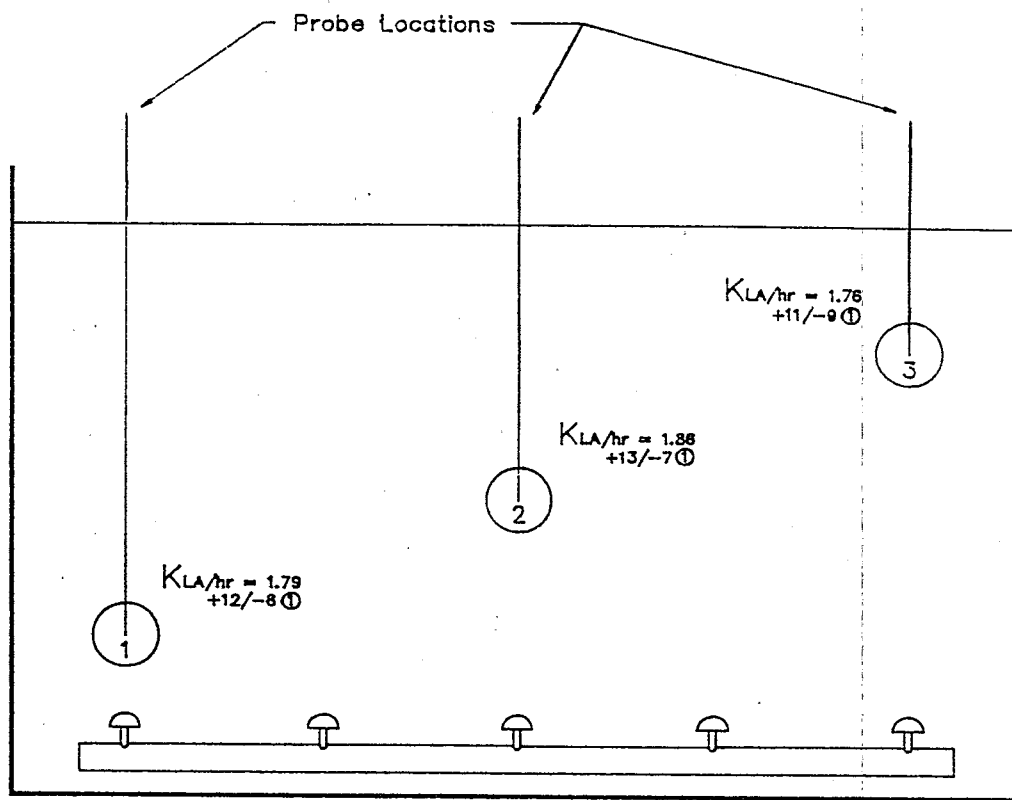 Probe Locations
KLA/hr = 1.76
+11/-9 ①
3
KLA/hr = 1.86
+13/-7 ①
2
KLA/hr = 1.79
+12/-8 ①
1